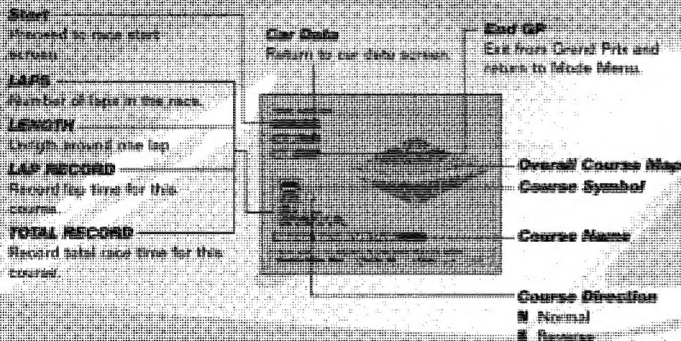 Start
Proceed to race start
screen
LAPS
Number of laps in the race.
LENGTH
Length around one lap
LAP RECORD
Record lap time for this
course.
TOTAL RECORD
Record total race time for this
course.
Car Data
Return to car data screen.
End GP
Exit from Grand Prix and
return to Mode Menu.
Overall Course Map
Course Symbol
Course Name
Course Direction
N Normal
R Reverse